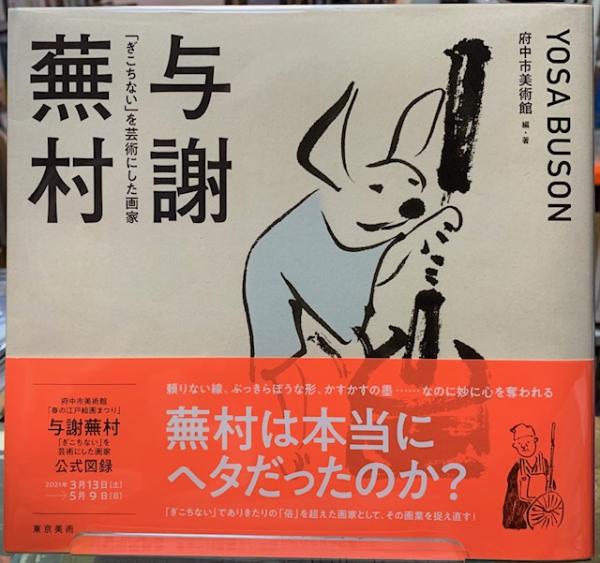 YOSA BUSON
府中市美術館 編・著
与謝
蕪村
「ぎこちない」を芸術にした画家
頼りない線、ぶっきらぼうな形、かすかすの墨……なのに妙に心を奪われる
蕪村は本当に
ヘタだったのか?
「ぎこちない」でありきたりの「俗」を超えた画家として、その画業を捉え直す!
府中市美術館
「春の江戸絵画まつり」
与謝蕪村
「ぎこちない」を
芸術にした画家
公式図録
2021年 3月13日[土]
→5月9日[日]
東京美術